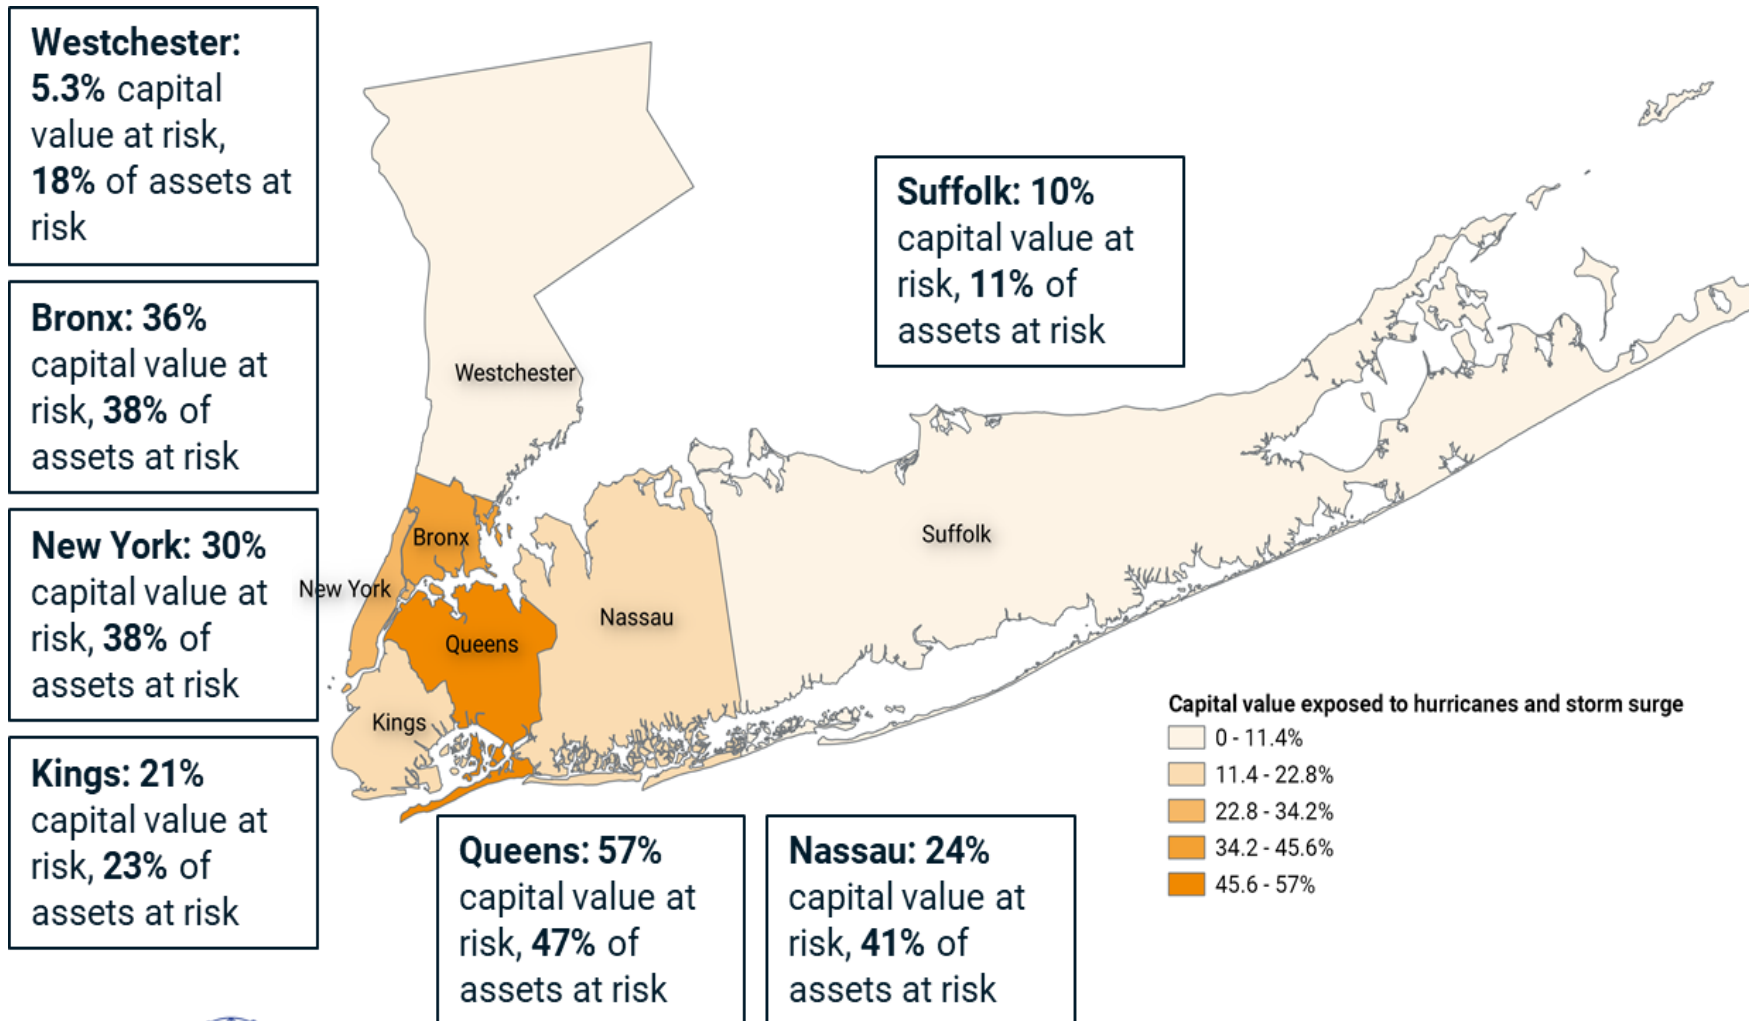 Westchester:
5.3% capital
value at risk,
18% of assets at
risk
Bronx: 36%
capital value at
risk, 38% of
assets at risk
New York: 30%
capital value at
risk, 38% of
assets at risk
Kings: 21%
capital value at
risk, 23% of
assets at risk
Suffolk: 10%
capital value at
risk, 11% of
assets at risk
Westchester
Bronx
New York
Queens
Nassau
Suffolk
Kings
Queens: 57%
capital value at
risk, 47% of
assets at risk
Nassau: 24%
capital value at
risk, 41% of
assets at risk
Capital value exposed to hurricanes and storm surge
0 - 11.4%
11.4 - 22.8%
22.8 - 34.2%
34.2 - 45.6%
45.6 - 57%